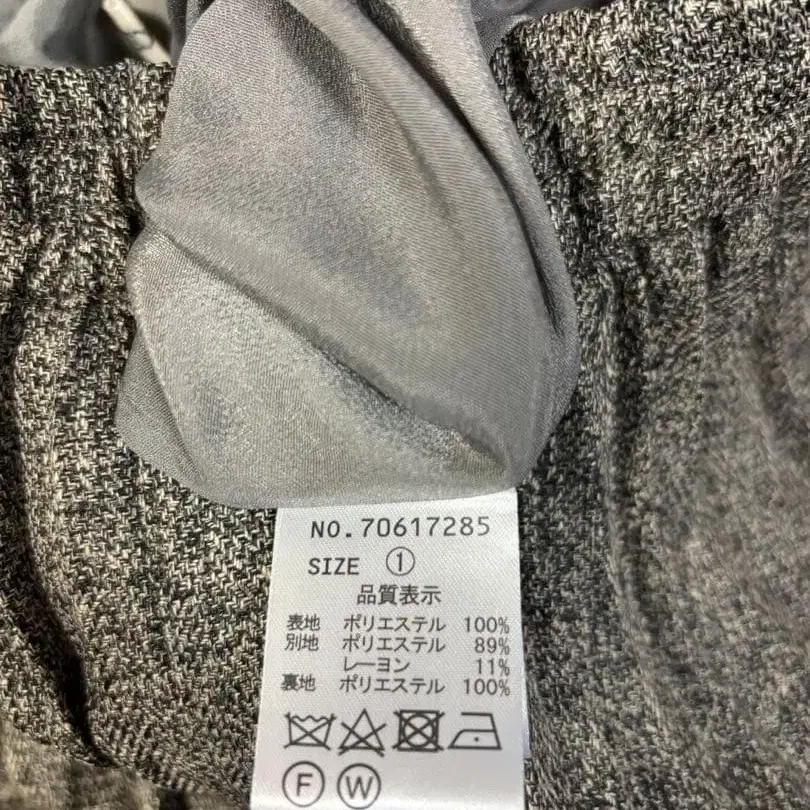 NO.70617285
SIZE ①
品質表示
表地 ポリエステル 100%
別地 ポリエステル 89%
レーヨン 11%
裏地 ポリエステル 100%
F W